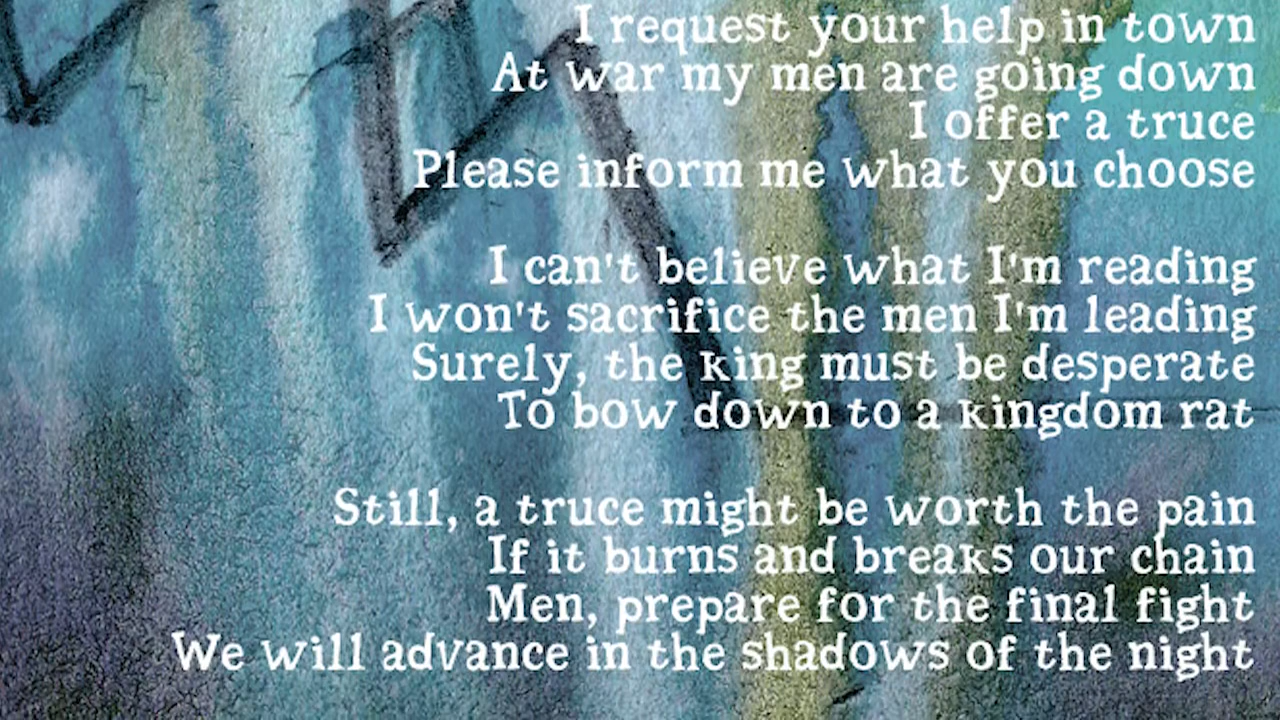 I request your help in town
At war my men are going down
I offer a truce
Please inform me what you choose
I can't believe what I'm reading
I won't sacrifice the men I'm leading
Surely, the king must be desperate
To bow down to a kingdom rat
Still, a truce might be worth the pain
If it burns and breaks our chain
Men, prepare for the final fight
We will advance in the shadows of the night